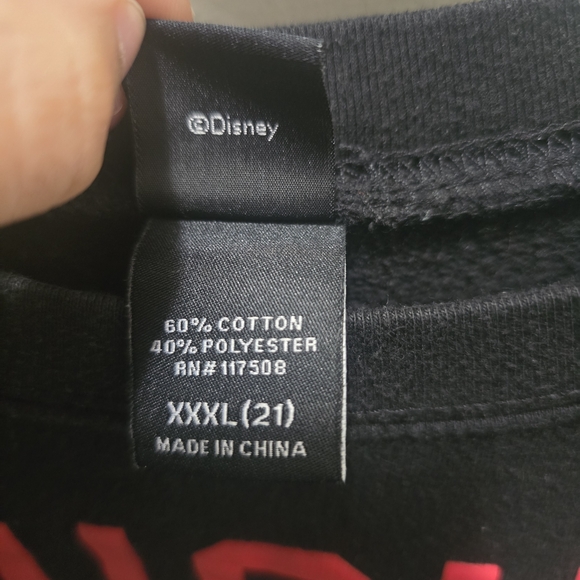 ©Disney
60% COTTON
40% POLYESTER
RN# 117508
XXXL(21)
MADE IN CHINA